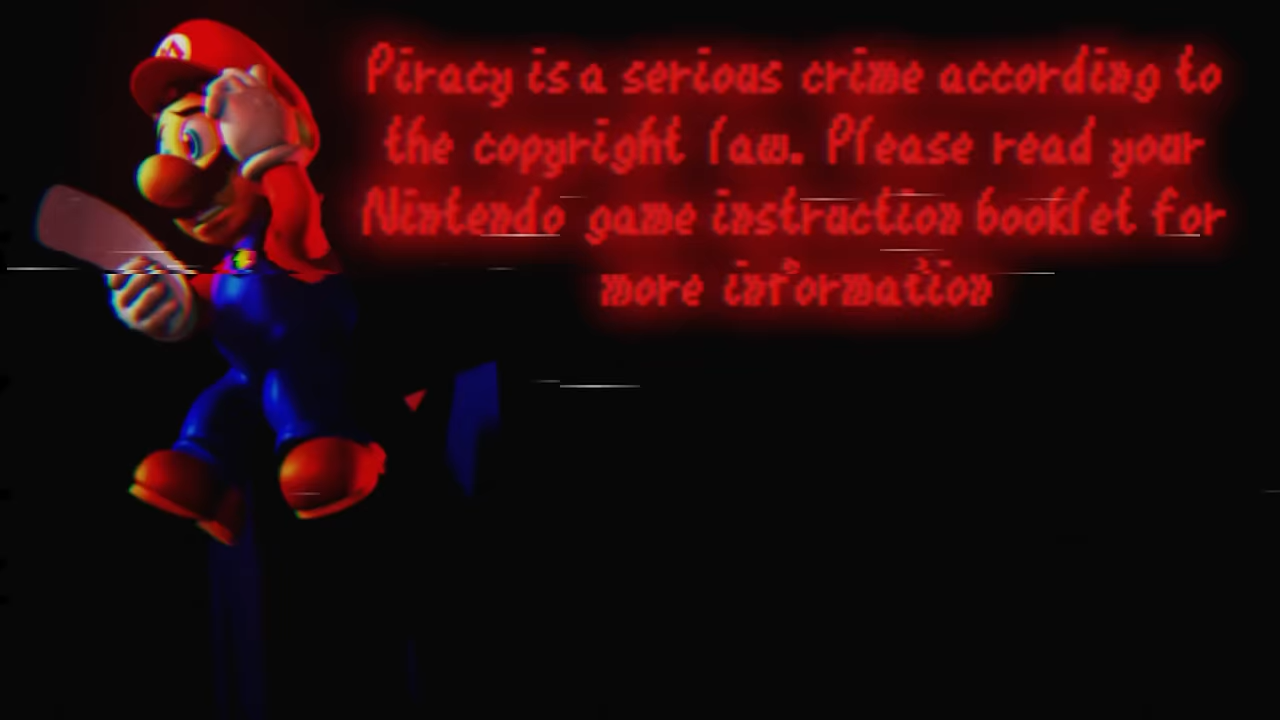 Piracy is a serious crime according to
the copyright law. Please read your
Nintendo game instruction booklet for
more information